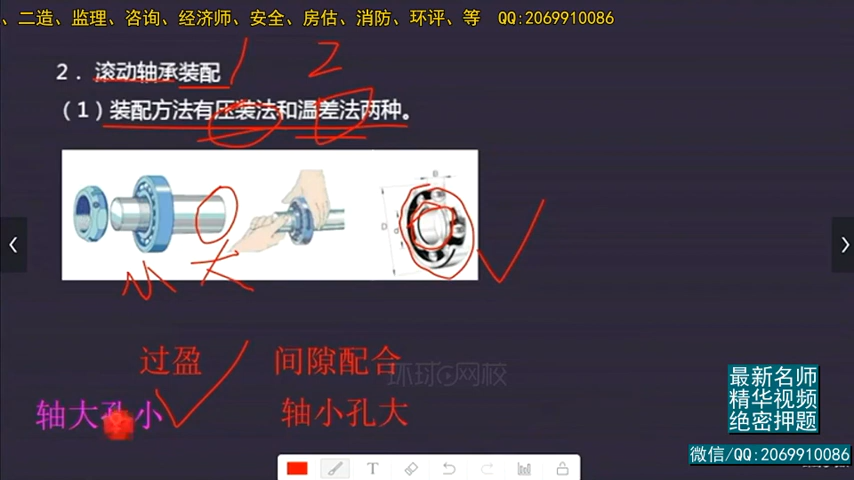 、二造、监理、咨询、经济师、安全、房估、消防、环评、等 QQ:2069910086
1 2
2．滚动轴承装配
（1）装配方法有压装法和温差法两种。
B
D
d
过盈 间隙配合
环球网校
轴大孔小 轴小孔大
最新名师
精华视频
绝密押题
微信/QQ:2069910086
T